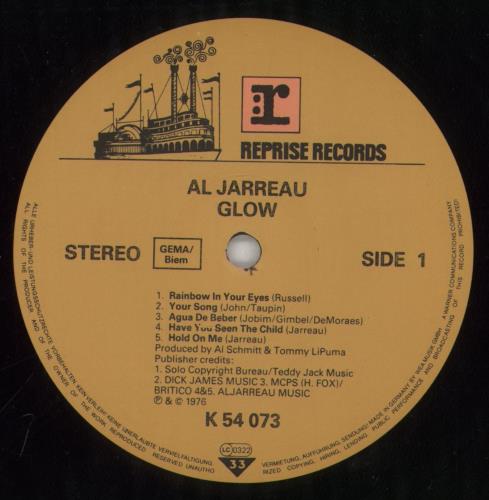 r
REPRISE RECORDS
AL JARREAU
GLOW
STEREO
GEMA/
Biem
SIDE 1
1. Rainbow In Your Eyes (Russell)
2. Your Song (John/Taupin)
3. Agua De Beber (Jobim/Gimbel/DeMoraes)
4. Have You Seen The Child (Jarreau)
5. Hold On Me (Jarreau)
Produced by Al Schmitt & Tommy LiPuma
Publisher credits:
1. Solo Copyright Bureau/Teddy Jack Music
2. DICK JAMES MUSIC 3. MCPS (H. FOX)/
BRITICO 4&5. ALJARREAU MUSIC
℗ & © 1976
K 54 073
LC 0322
33
ALLE URHEBER- UND LEISTUNGSSCHUTZRECHTE VORBEHALTEN KEIN VERLEIH! KEINE UNERLAUBTE VERVIELFÄLTIGUNG,
VERMIETUNG, AUFFÜHRUNG, SENDUNG! MADE IN GERMANY BY WEA MUSIK GMBH. A WARNER COMMUNICATIONS COMPANY
ALL RIGHTS OF THE PRODUCER AND OF THE OWNER OF THE WORK REPRODUCED RESERVED UNAUTHO
RIZED COPYING, HIRING, LENDING, PUBLIC PERFORMANCE AND BROADCASTING OF THIS RECORD PROHIBITED!